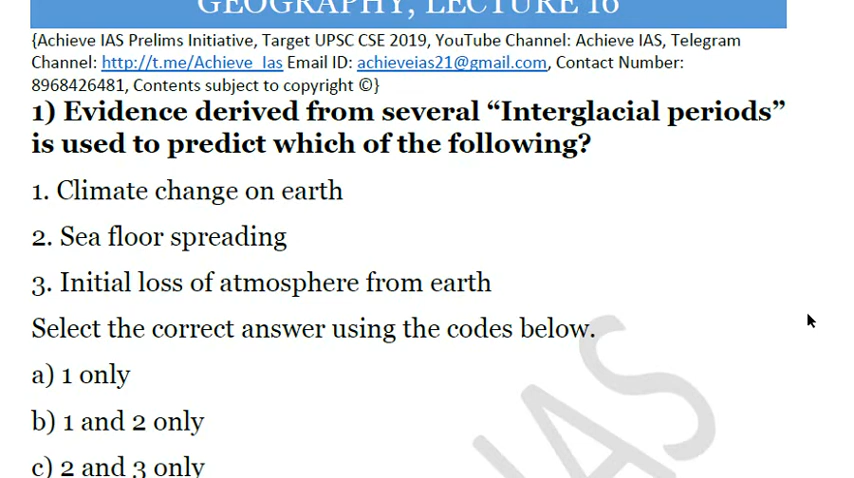 GEOGRAPHY, LECTURE 16
{Achieve IAS Prelims Initiative, Target UPSC CSE 2019, YouTube Channel: Achieve IAS, Telegram
Channel: http://t.me/Achieve_Ias Email ID: achieveias21@gmail.com, Contact Number:
8968426481, Contents subject to copyright ©}
1) Evidence derived from several “Interglacial periods”
is used to predict which of the following?
1. Climate change on earth
2. Sea floor spreading
3. Initial loss of atmosphere from earth
Select the correct answer using the codes below.
a) 1 only
b) 1 and 2 only
c) 2 and 3 only
IAS